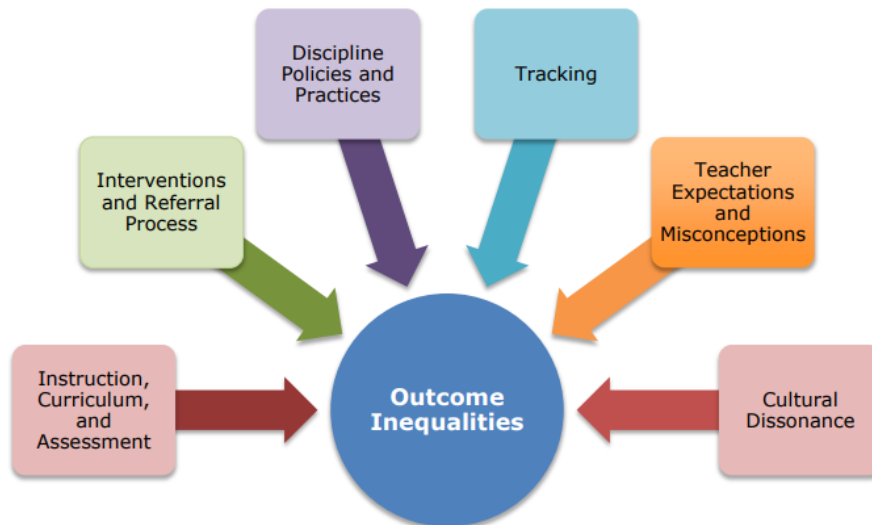 Discipline
Policies and
Practices
Tracking
Interventions
and Referral
Process
Teacher
Expectations
and
Misconceptions
Instruction,
Curriculum,
and
Assessment
Outcome
Inequalities
Cultural
Dissonance